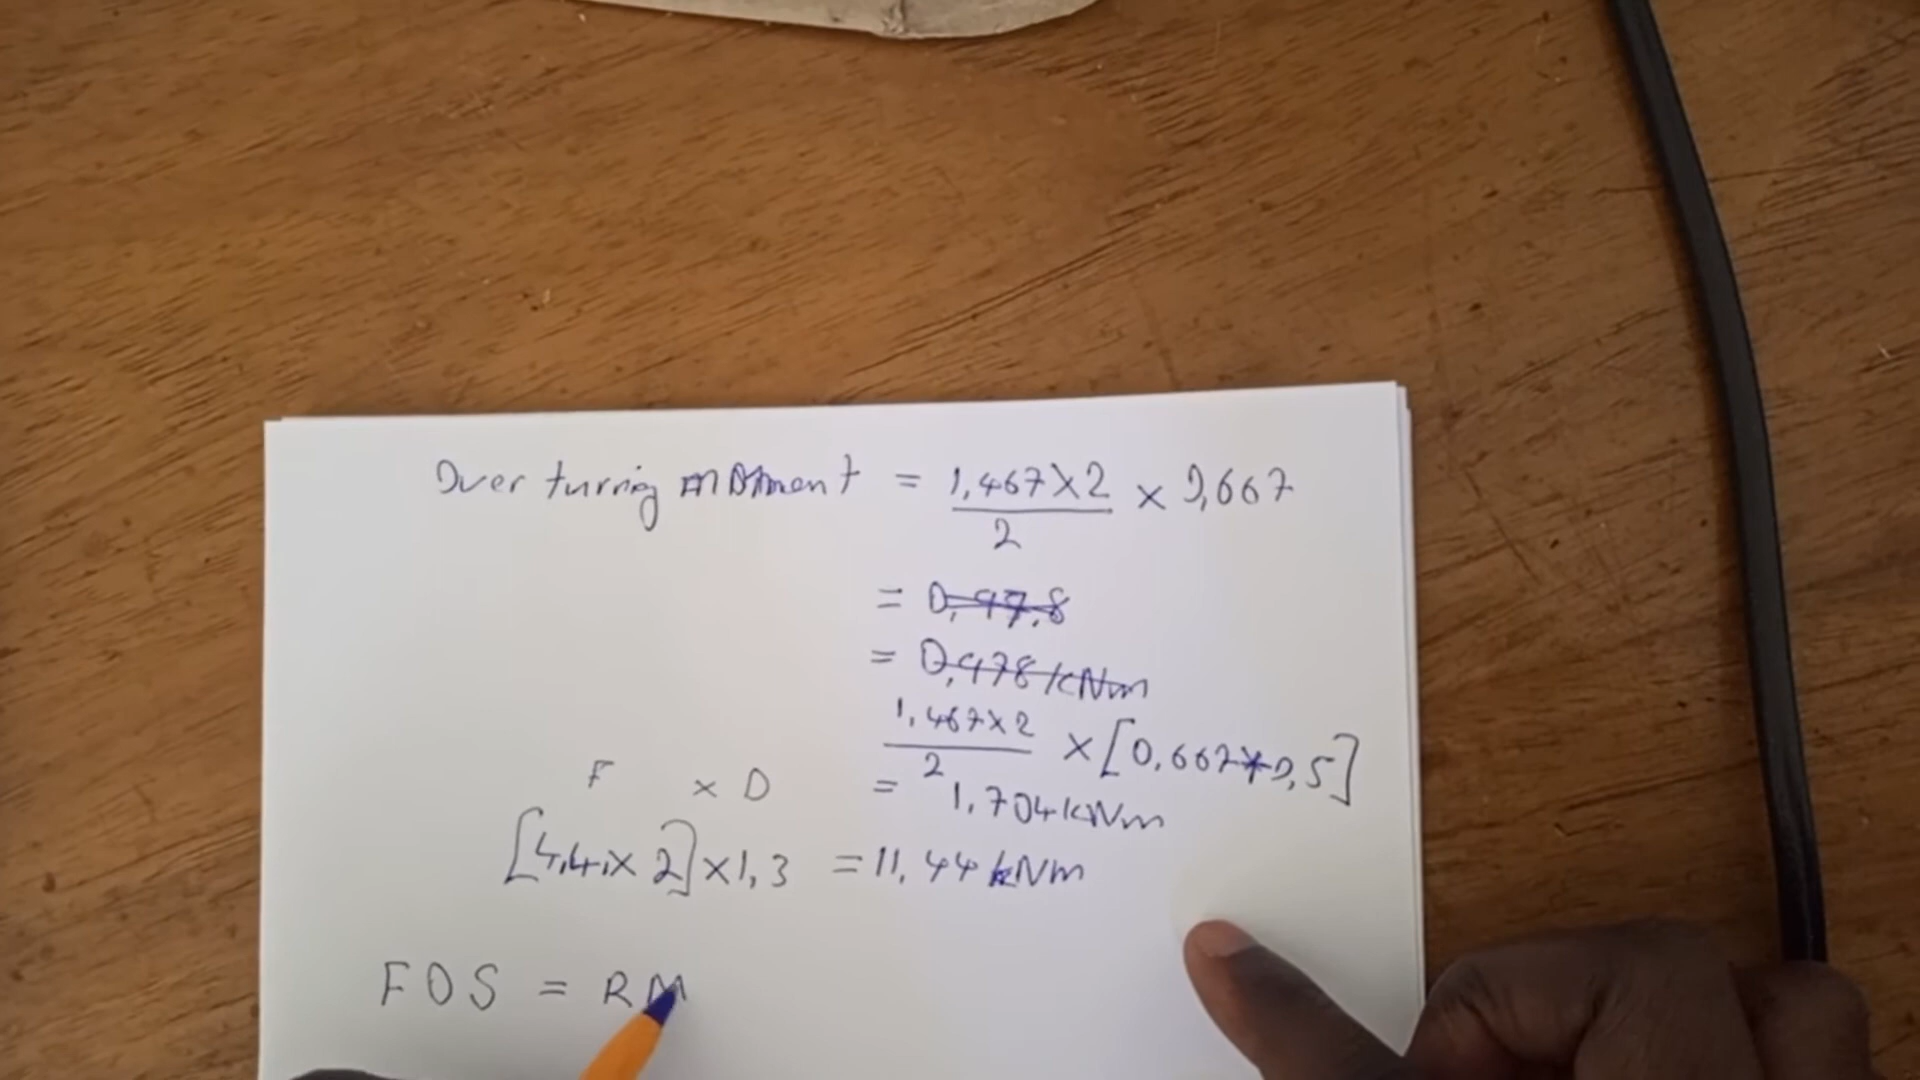 Over turning moment = 1,467 X 2 / 2 x 0,667
= 0,97,8
= 0,978 kNm
1,467 x 2 / 2 x [0,667+0,5]
= 1,704 kNm
F x D
[4,4 x 2] x 1,3 = 11,44 kNm
FOS = RM